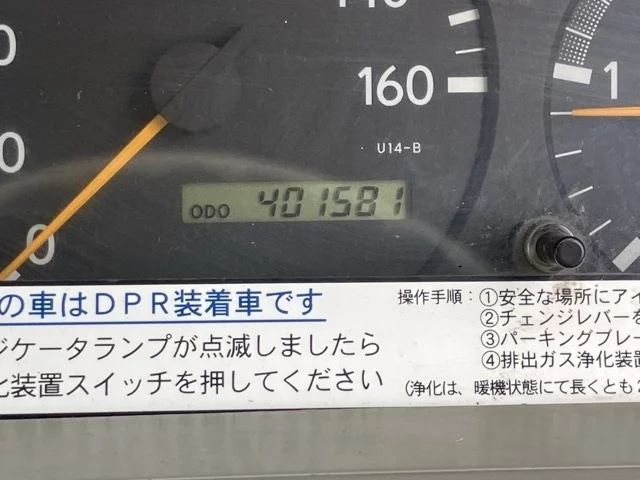 160
1
U14-B
ODO 401581
0
の車はDPR装着車です
ジケータランプが点滅しましたら
化装置スイッチを押してください
操作手順：①安全な場所にアイ
②チェンジレバーを
③パーキングブレー
④排出ガス浄化装置
(浄化は、暖機状態にて長くとも2